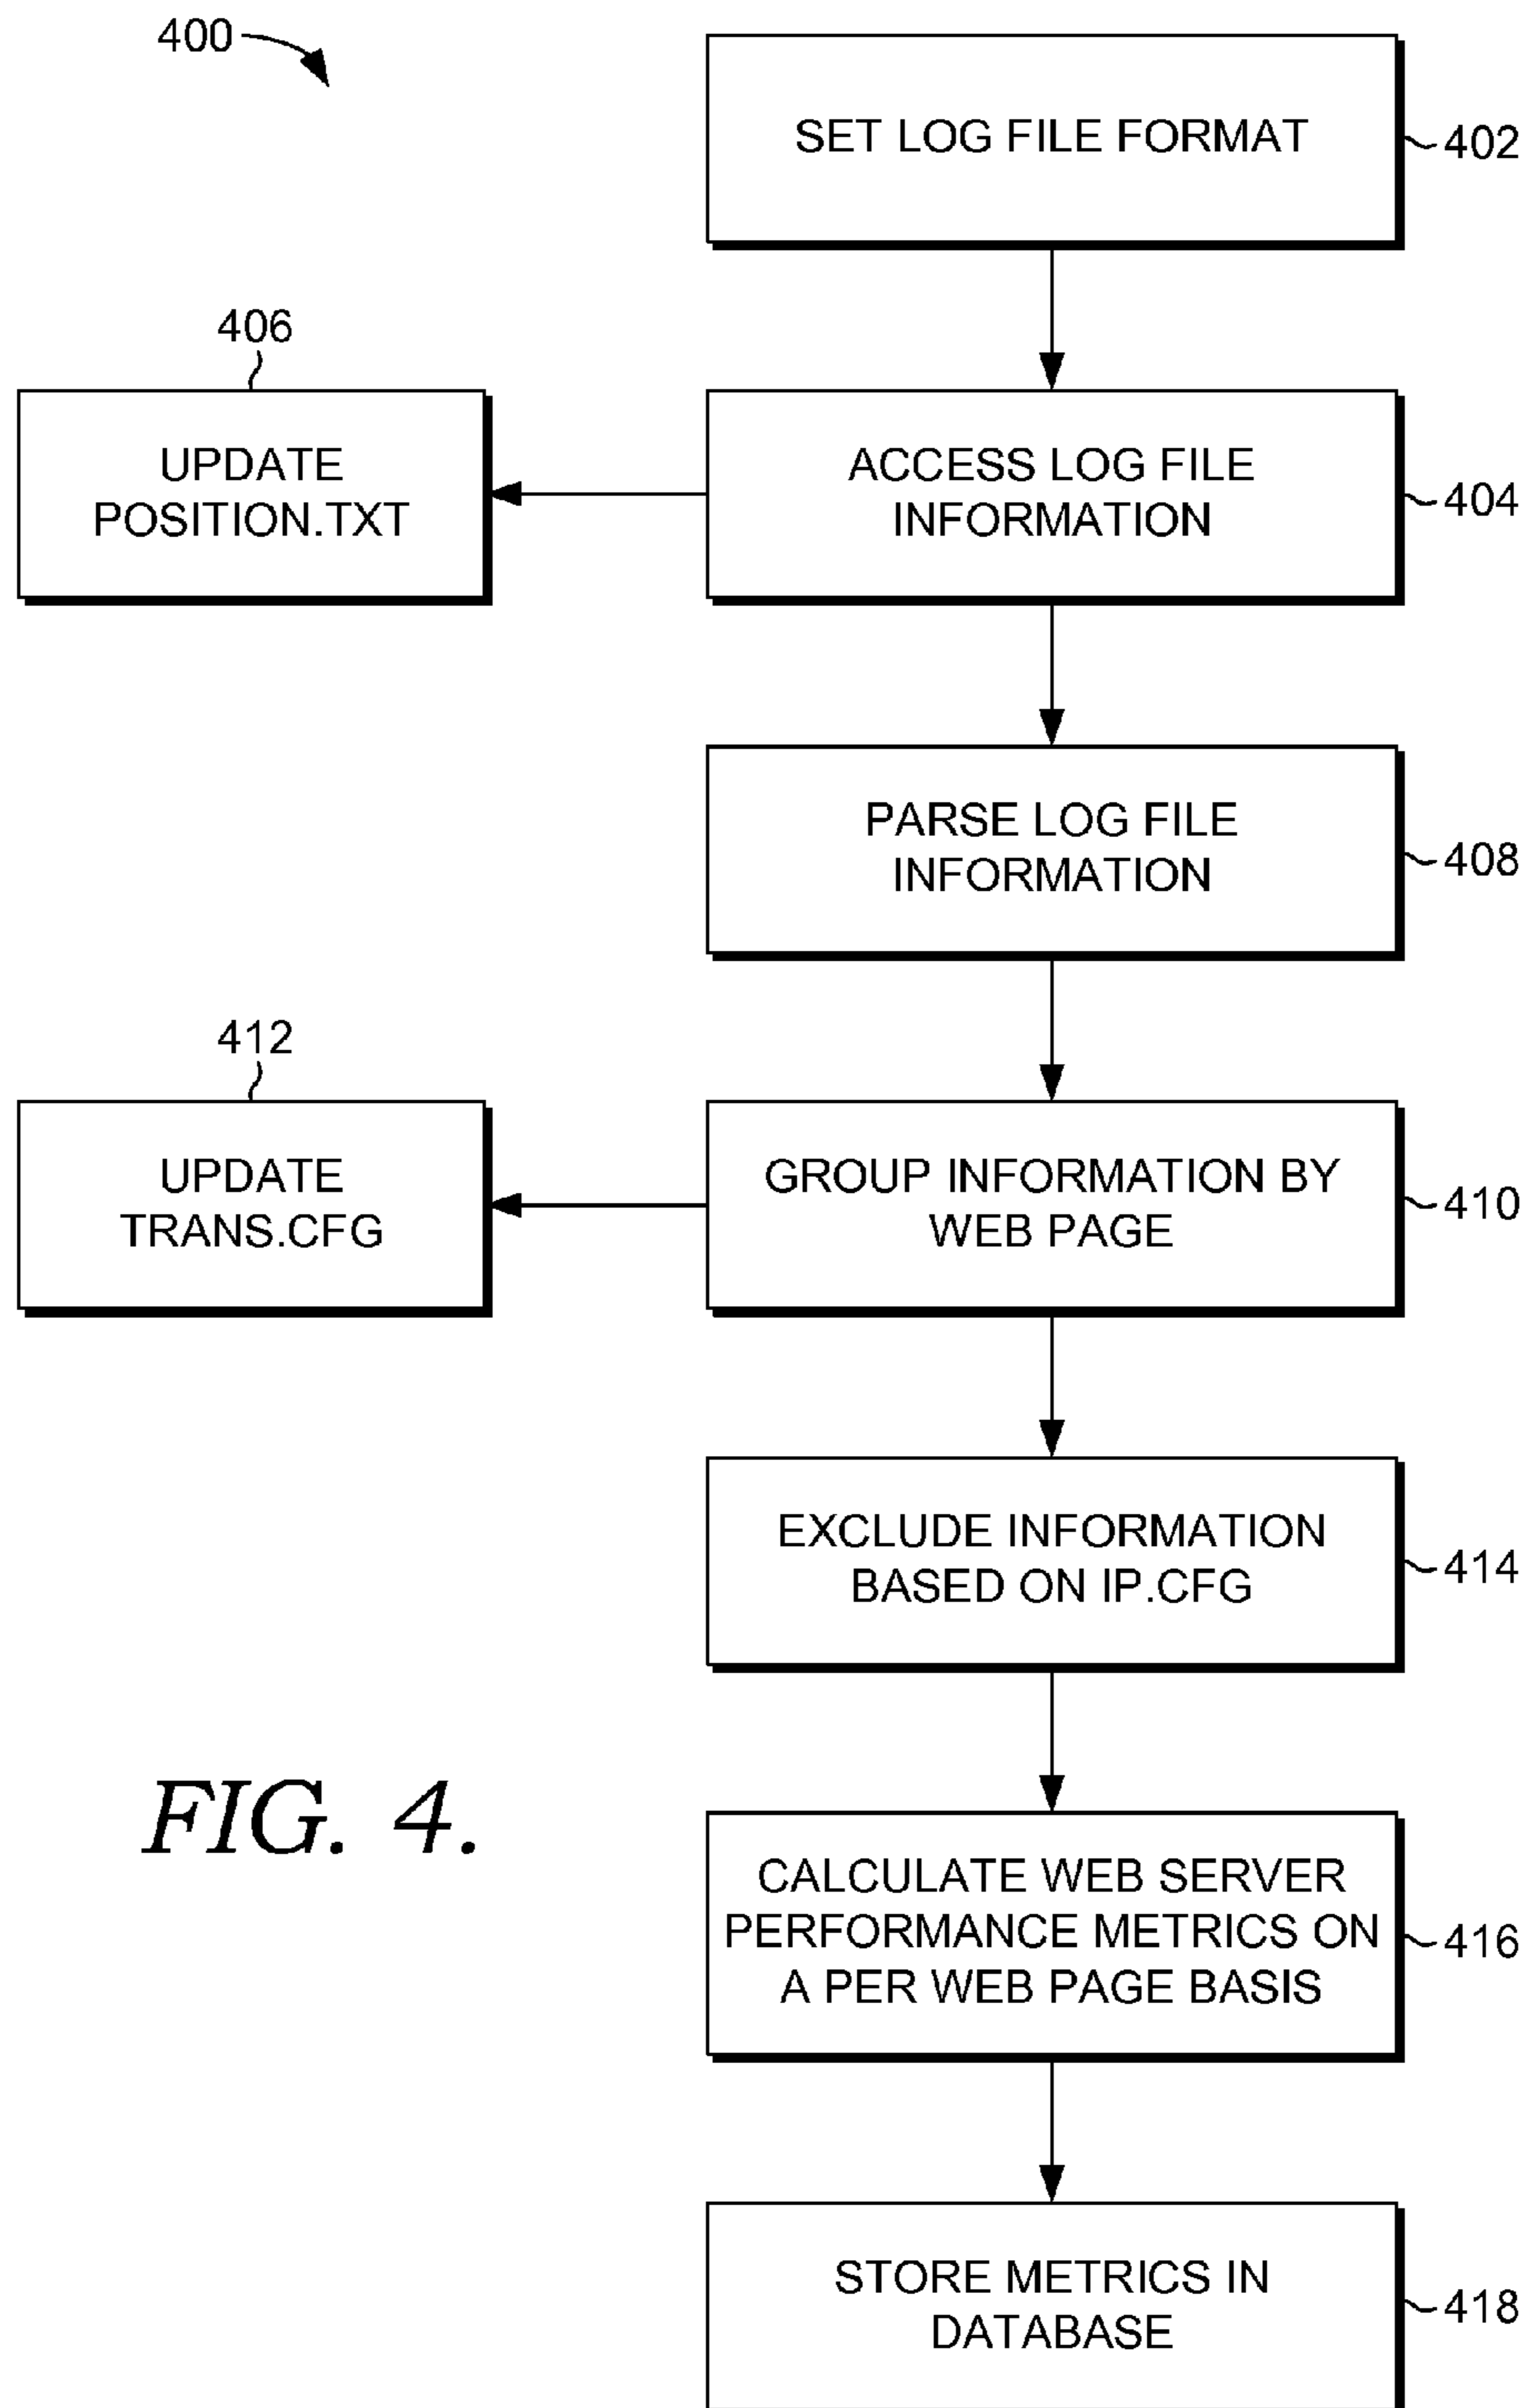 400
SET LOG FILE FORMAT
402
406
UPDATE
POSITION.TXT
ACCESS LOG FILE
INFORMATION
404
PARSE LOG FILE
INFORMATION
408
412
UPDATE
TRANS.CFG
GROUP INFORMATION BY
WEB PAGE
410
EXCLUDE INFORMATION
BASED ON IP.CFG
414
FIG. 4.
CALCULATE WEB SERVER
PERFORMANCE METRICS ON
A PER WEB PAGE BASIS
416
STORE METRICS IN
DATABASE
418